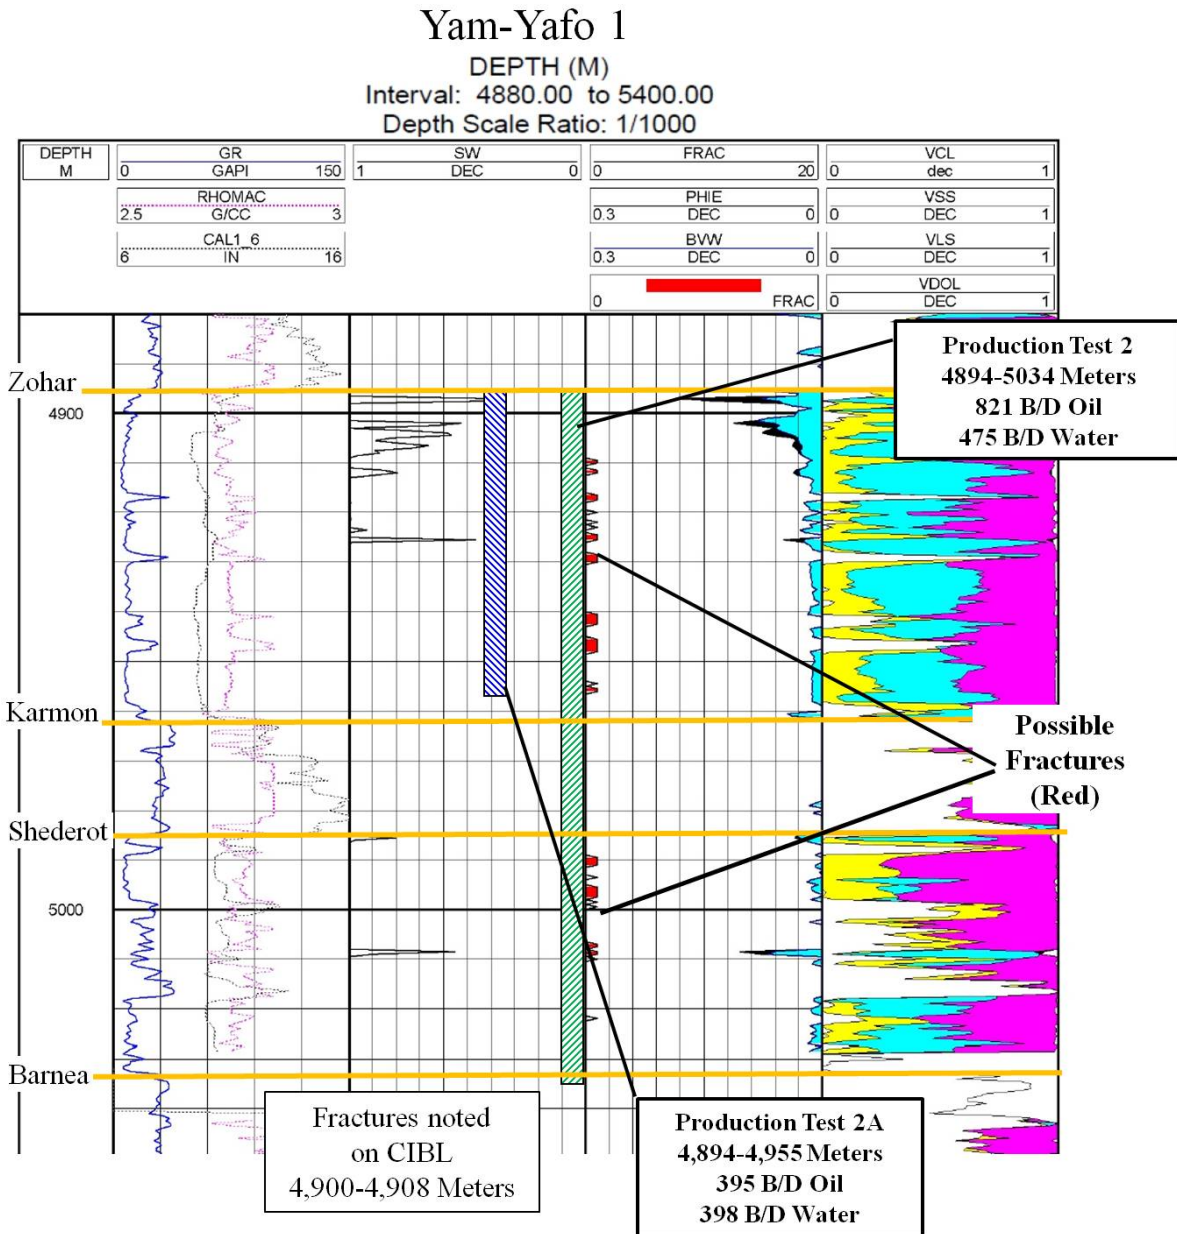 Yam-Yafo 1
DEPTH (M)
Interval: 4880.00 to 5400.00
Depth Scale Ratio: 1/1000
DEPTH
M
GR
0 GAPI 150
RHOMAC
2.5 G/CC 3
CAL1_6
6 IN 16
SW
1 DEC 0
FRAC
0 20
PHIE
0.3 DEC 0
BVW
0.3 DEC 0
0 FRAC
VCL
0 dec 1
VSS
0 DEC 1
VLS
0 DEC 1
VDOL
0 DEC 1
Production Test 2
4894-5034 Meters
821 B/D Oil
475 B/D Water
Zohar
4900
Karmon
Possible
Fractures
(Red)
Shederot
5000
Barnea
Fractures noted
on CIBL
4,900-4,908 Meters
Production Test 2A
4,894-4,955 Meters
395 B/D Oil
398 B/D Water